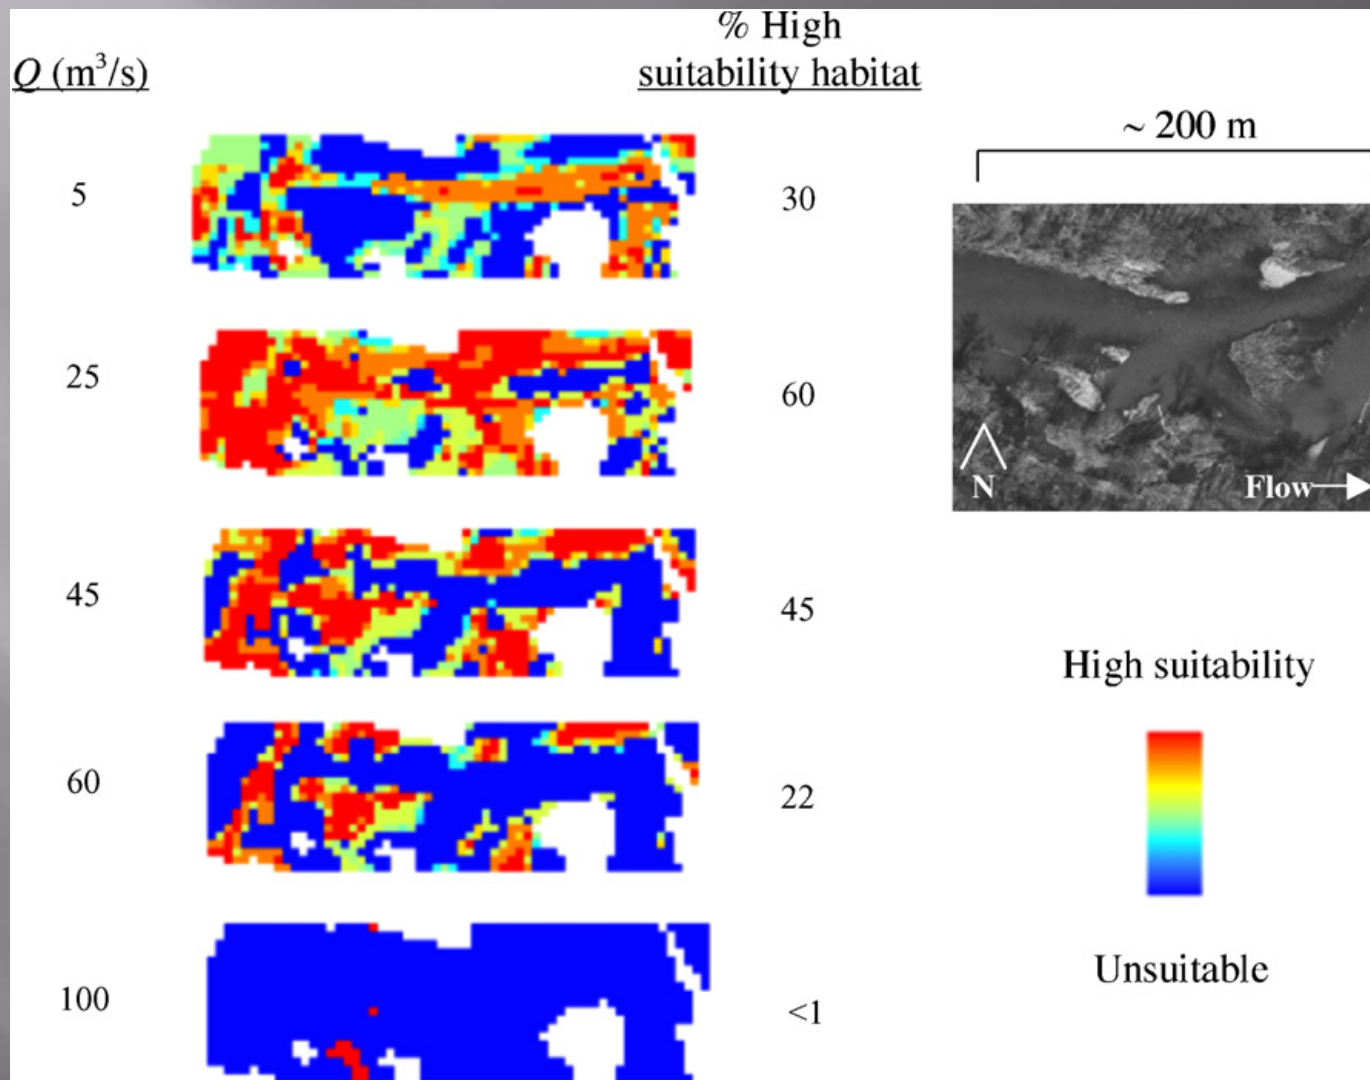 Q (m³/s)
% High
suitability habitat
5
30
25
60
45
45
60
22
100
<1
~ 200 m
N
Flow
High suitability
Unsuitable